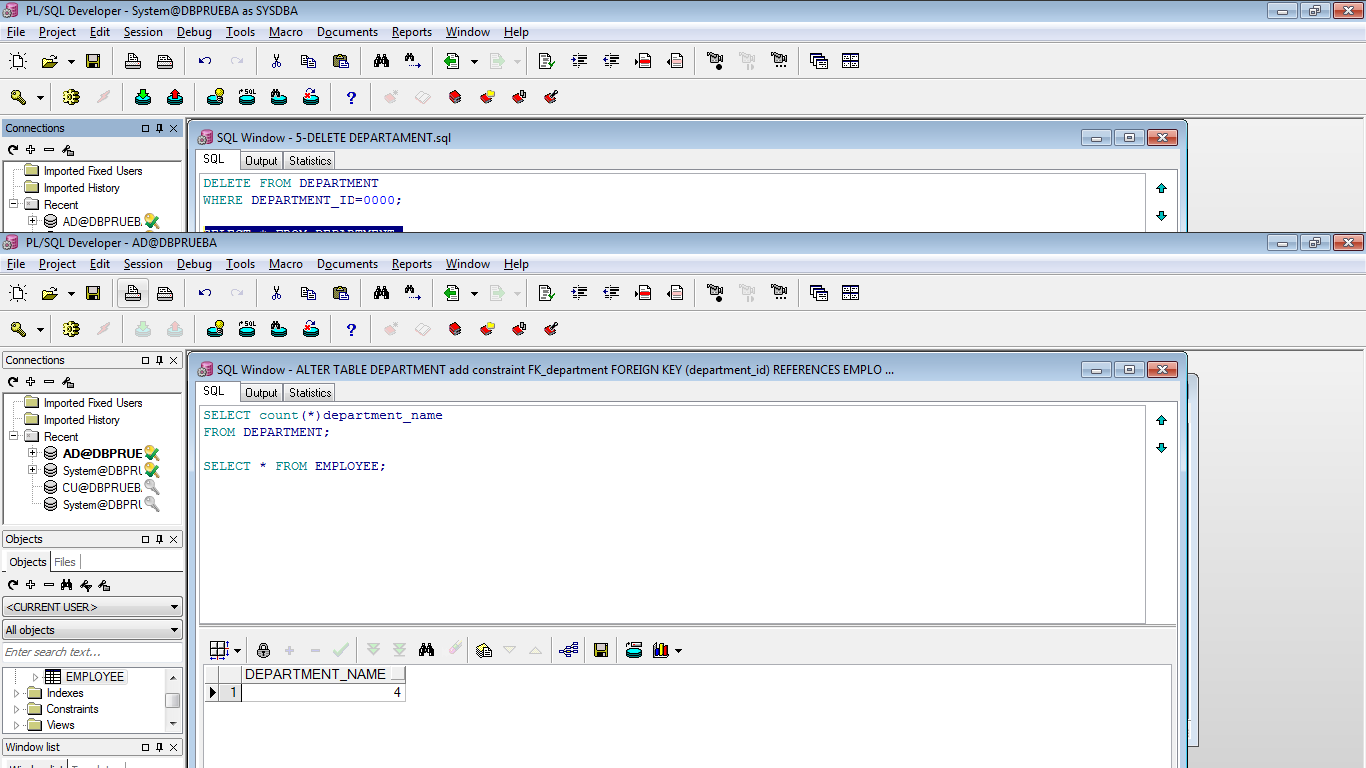 PL/SQL Developer - System@DBPRUEBA as SYSDBA
File Project Edit Session Debug Tools Macro Documents Reports Window Help
Connections
SQL Window - 5-DELETE DEPARTAMENT.sql
SQL Output Statistics
Imported Fixed Users
Imported History
Recent
AD@DBPRUEB
DELETE FROM DEPARTMENT
WHERE DEPARTMENT_ID=0000;
SELECT * FROM DEPARTMENT
PL/SQL Developer - AD@DBPRUEBA
File Project Edit Session Debug Tools Macro Documents Reports Window Help
Connections
SQL Window - ALTER TABLE DEPARTMENT add constraint FK_department FOREIGN KEY (department_id) REFERENCES EMPLO ...
SQL Output Statistics
Imported Fixed Users
Imported History
Recent
AD@DBPRUE
System@DBPRU
CU@DBPRUEB
System@DBPRU
SELECT count(*)department_name
FROM DEPARTMENT;
SELECT * FROM EMPLOYEE;
Objects
Objects Files
<CURRENT USER>
All objects
Enter search text...
EMPLOYEE
Indexes
Constraints
Views
Window list
DEPARTMENT_NAME
1 4